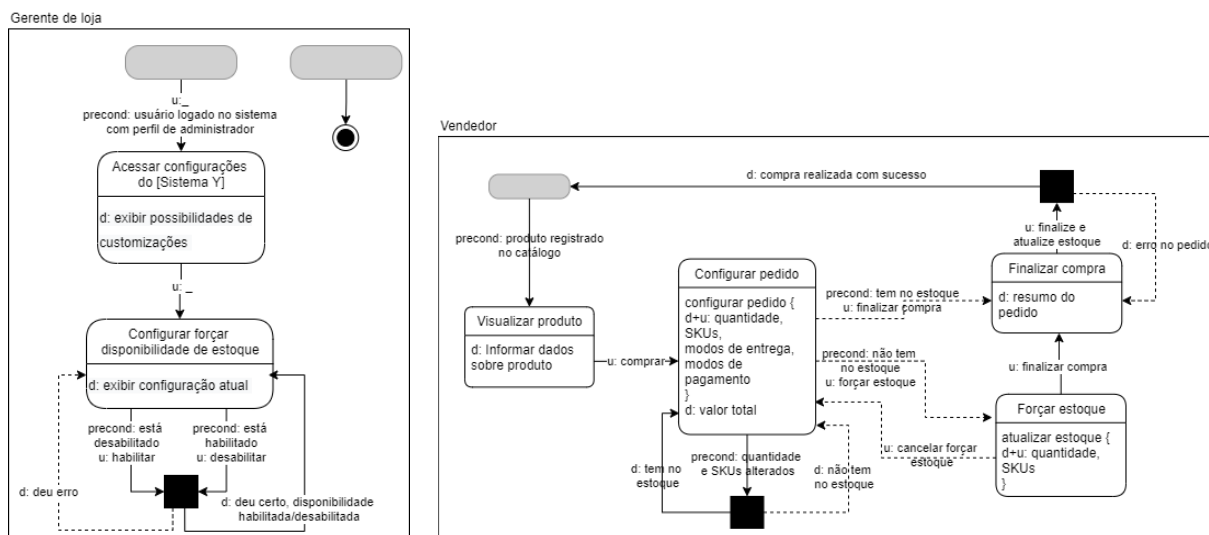 Gerente de loja
u:_
precond: usuário logado no sistema
com perfil de administrador
Acessar configurações
do [Sistema Y]
d: exibir possibilidades de
customizações
u: _
Configurar forçar
disponibilidade de estoque
d: exibir configuração atual
precond: está
desabilitado
u: habilitar
precond: está
habilitado
u: desabilitar
d: deu erro
d: deu certo, disponibilidade
habilitada/desabilitada
Vendedor
d: compra realizada com sucesso
precond: produto registrado
no catálogo
Visualizar produto
d: Informar dados
sobre produto
u: comprar
Configurar pedido
configurar pedido {
d+u: quantidade,
SKUs,
modos de entrega,
modos de
pagamento
}
d: valor total
precond: tem no estoque
u: finalizar compra
precond: não tem
no estoque
u: forçar estoque
u: cancelar forçar
estoque
precond: quantidade
e SKUs alterados
d: tem no
estoque
d: não tem
no estoque
u: finalize e
atualize estoque
d: erro no pedido
Finalizar compra
d: resumo do
pedido
u: finalizar compra
Forçar estoque
atualizar estoque {
d+u: quantidade,
SKUs
}